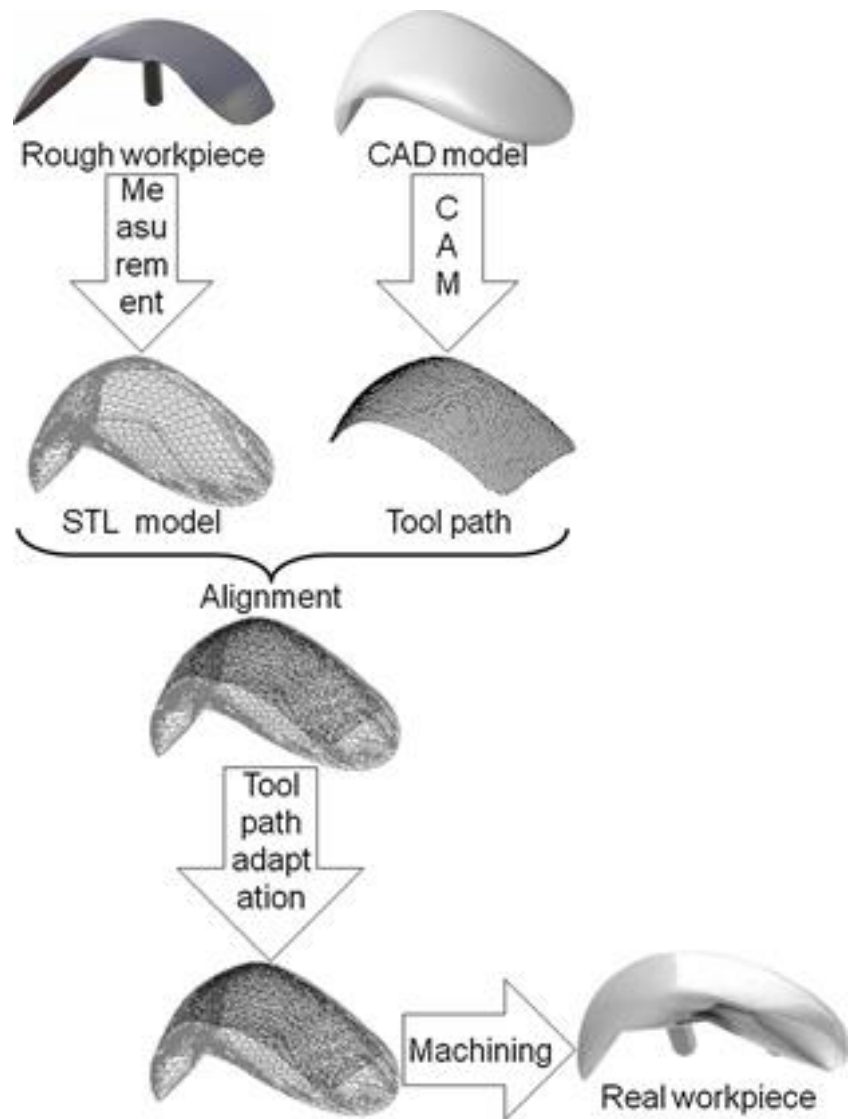 Rough workpiece
CAD model
Me
asu
rem
ent
C
A
M
STL model
Tool path
Alignment
Tool
path
adapt
ation
Machining
Real workpiece